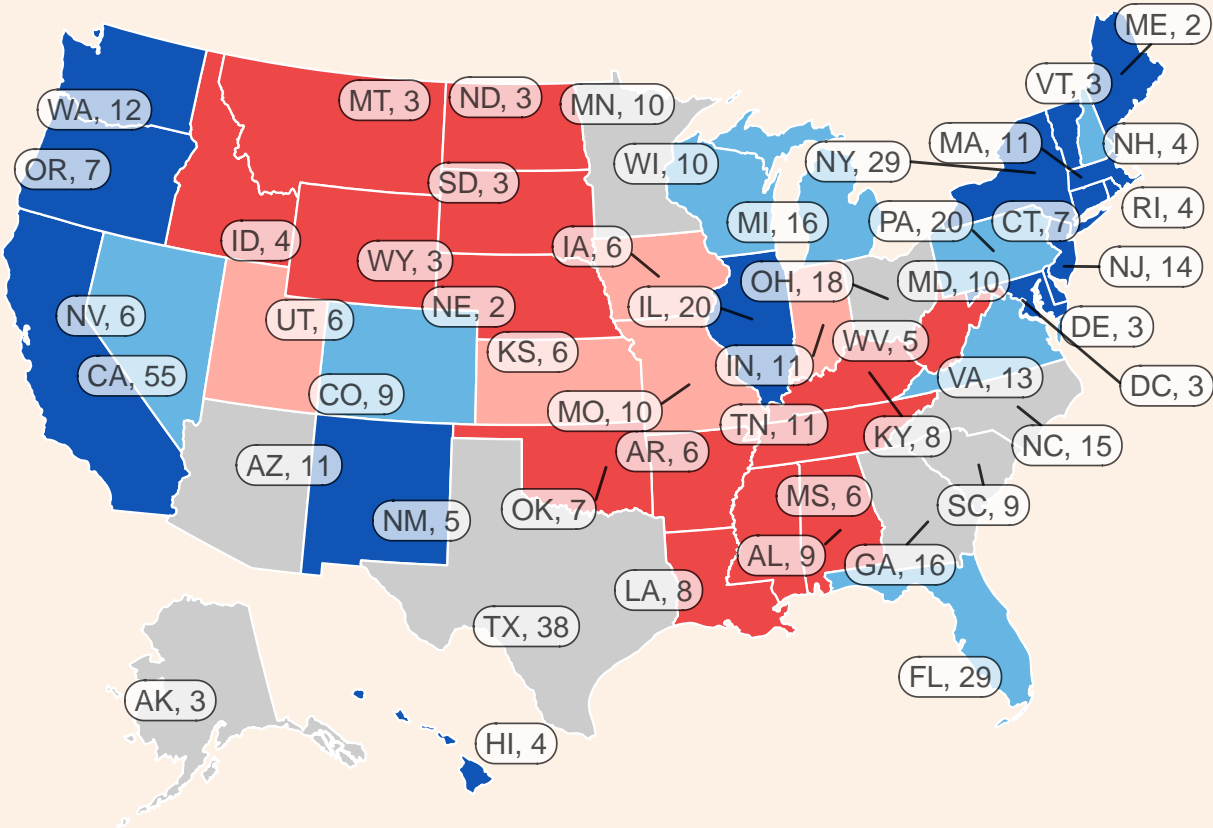 ME, 2
VT, 3
MT, 3
ND, 3
MN, 10
WA, 12
MA, 11
NH, 4
WI, 10
NY, 29
OR, 7
SD, 3
RI, 4
MI, 16
PA, 20
CT, 7
ID, 4
IA, 6
WY, 3
NJ, 14
OH, 18
MD, 10
IL, 20
NE, 2
NV, 6
UT, 6
DE, 3
WV, 5
KS, 6
IN, 11
CA, 55
VA, 13
DC, 3
CO, 9
MO, 10
TN, 11
KY, 8
NC, 15
AR, 6
AZ, 11
MS, 6
SC, 9
OK, 7
NM, 5
AL, 9
GA, 16
LA, 8
TX, 38
FL, 29
AK, 3
HI, 4